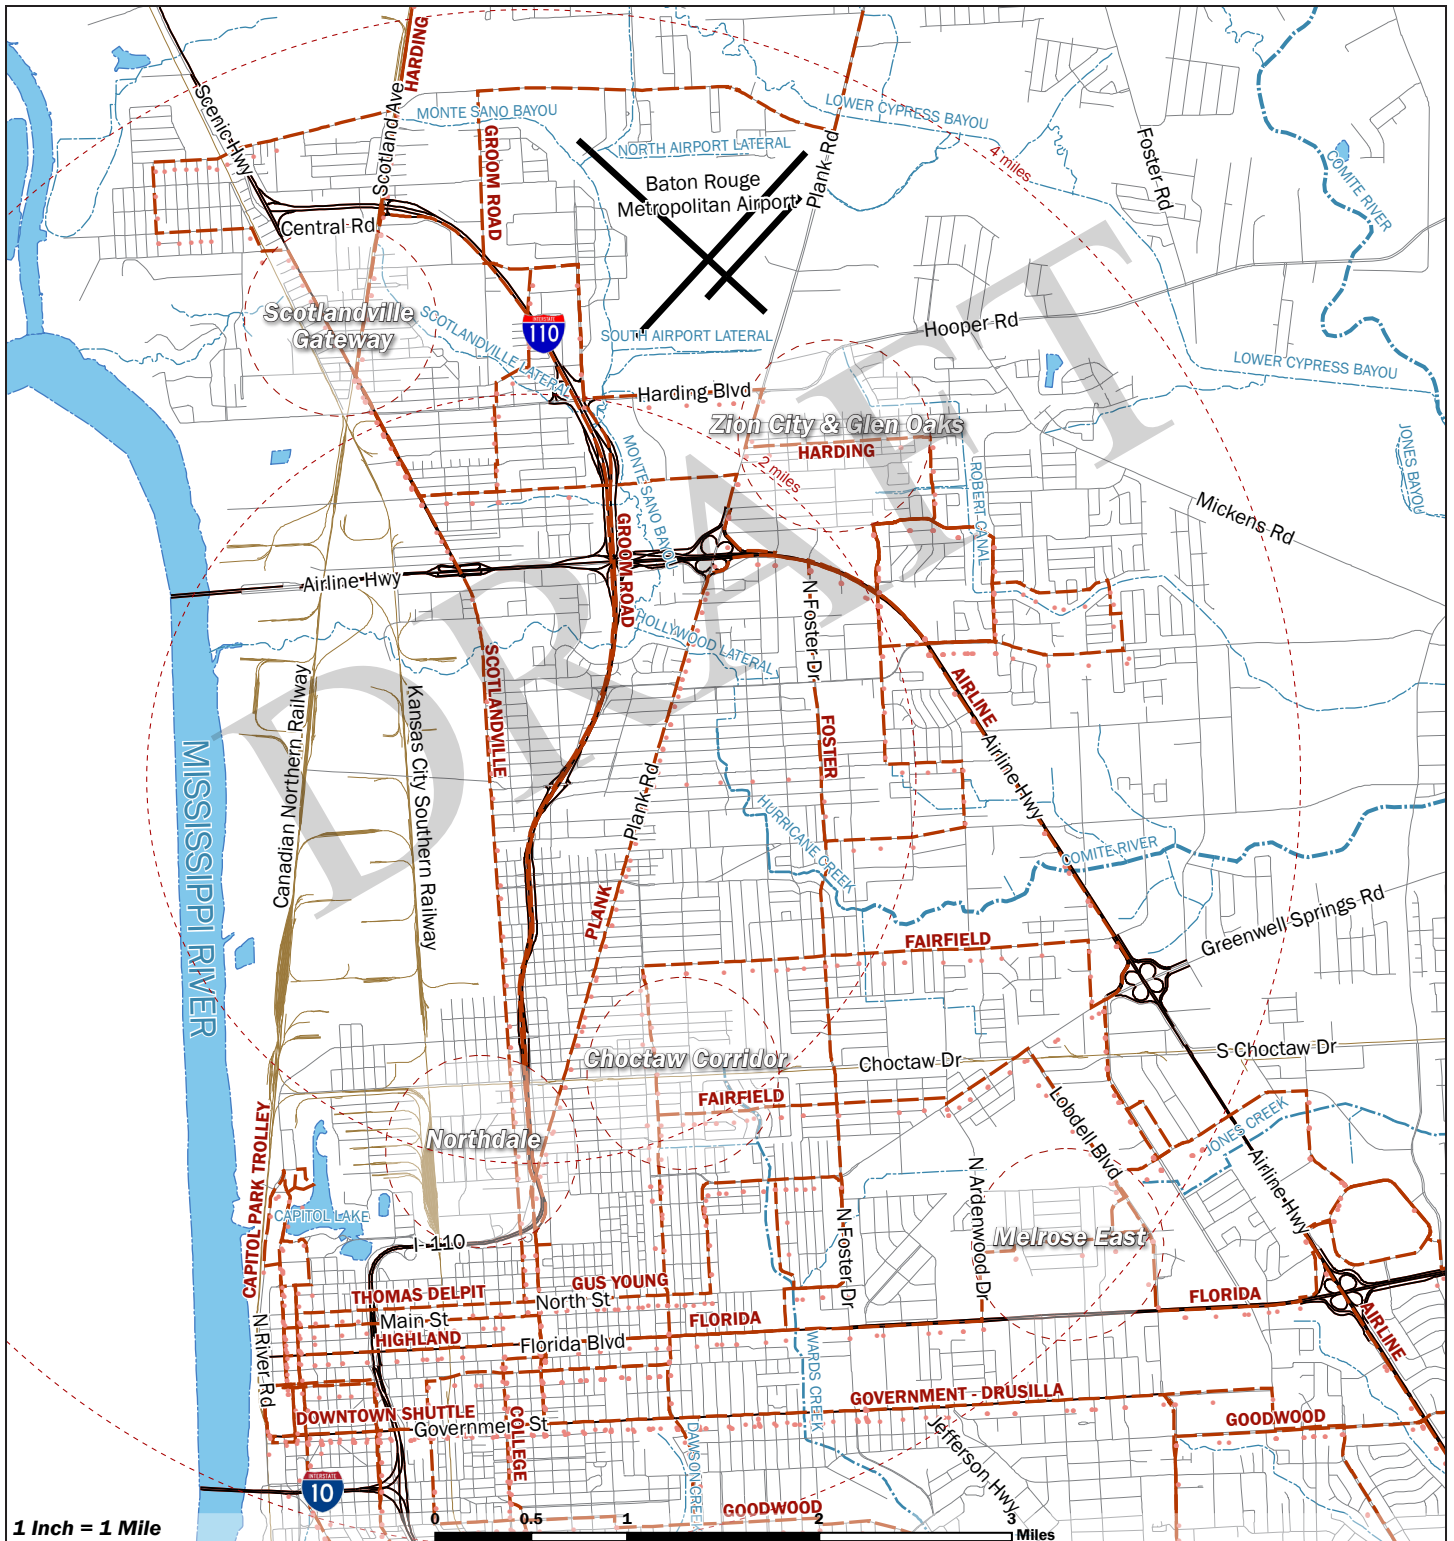 HARDING
Scenic Hwy
Scotland Ave
MONTE SANO BAYOU
LOWER CYPRESS BAYOU
GROOM ROAD
NORTH AIRPORT LATERAL
4 miles
Foster Rd
COMITE RIVER
Baton Rouge
Metropolitan Airport
Plank Rd
Central Rd
Scotlandville
Gateway
SCOTLANDVILLE LATERAL
INTERSTATE
110
SOUTH AIRPORT LATERAL
Hooper Rd
LOWER CYPRESS BAYOU
Harding Blvd
Zion City & Glen Oaks
HARDING
2 miles
MONTE SANO BAYOU
ROBERT CANAL
JONES BAYOU
Mickens Rd
DRAFT
GROOM ROAD
Airline Hwy
N Foster Dr
HOLLYWOOD LATERAL
SCOTLANDVILLE
Canadian Northern Railway
Kansas City Southern Railway
AIRLINE
FOSTER
Airline Hwy
MISSISSIPPI RIVER
Plank Rd
HURRICANE CREEK
COMITE RIVER
PLANK
Greenwell Springs Rd
FAIRFIELD
Choctaw Corridor
Choctaw Dr
S Choctaw Dr
FAIRFIELD
Lobdell Blvd
JONES CREEK
Northdale
CAPITOL PARK TROLLEY
CAPITOL LAKE
N Ardenwood Dr
Airline Hwy
N Foster Dr
Melrose East
I-110
THOMAS DELPIT
GUS YOUNG
North St
FLORIDA
Main St
HIGHLAND
FLORIDA
Florida Blvd
N River Rd
AIRLINE
WARDS CREEK
GOVERNMENT - DRUSILLA
DOWNTOWN SHUTTLE
Government St
COLLEGE
GOODWOOD
Jefferson Hwy
DAWSON CREEK
INTERSTATE
10
GOODWOOD
1 Inch = 1 Mile
0 0.5 1 2 3
Miles